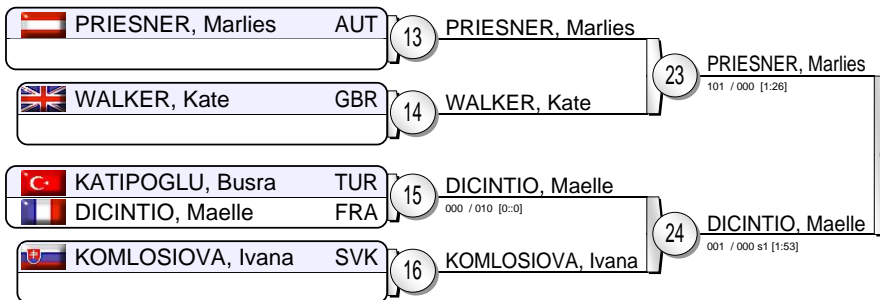 PRIESNER, Marlies AUT
13
PRIESNER, Marlies
WALKER, Kate GBR
14
WALKER, Kate
23
PRIESNER, Marlies
101 / 000 [1:26]
KATIPOGLU, Busra TUR
DICINTIO, Maelle FRA
15
DICINTIO, Maelle
000 / 010 [0::0]
KOMLOSIOVA, Ivana SVK
16
KOMLOSIOVA, Ivana
24
DICINTIO, Maelle
001 / 000 s1 [1:53]